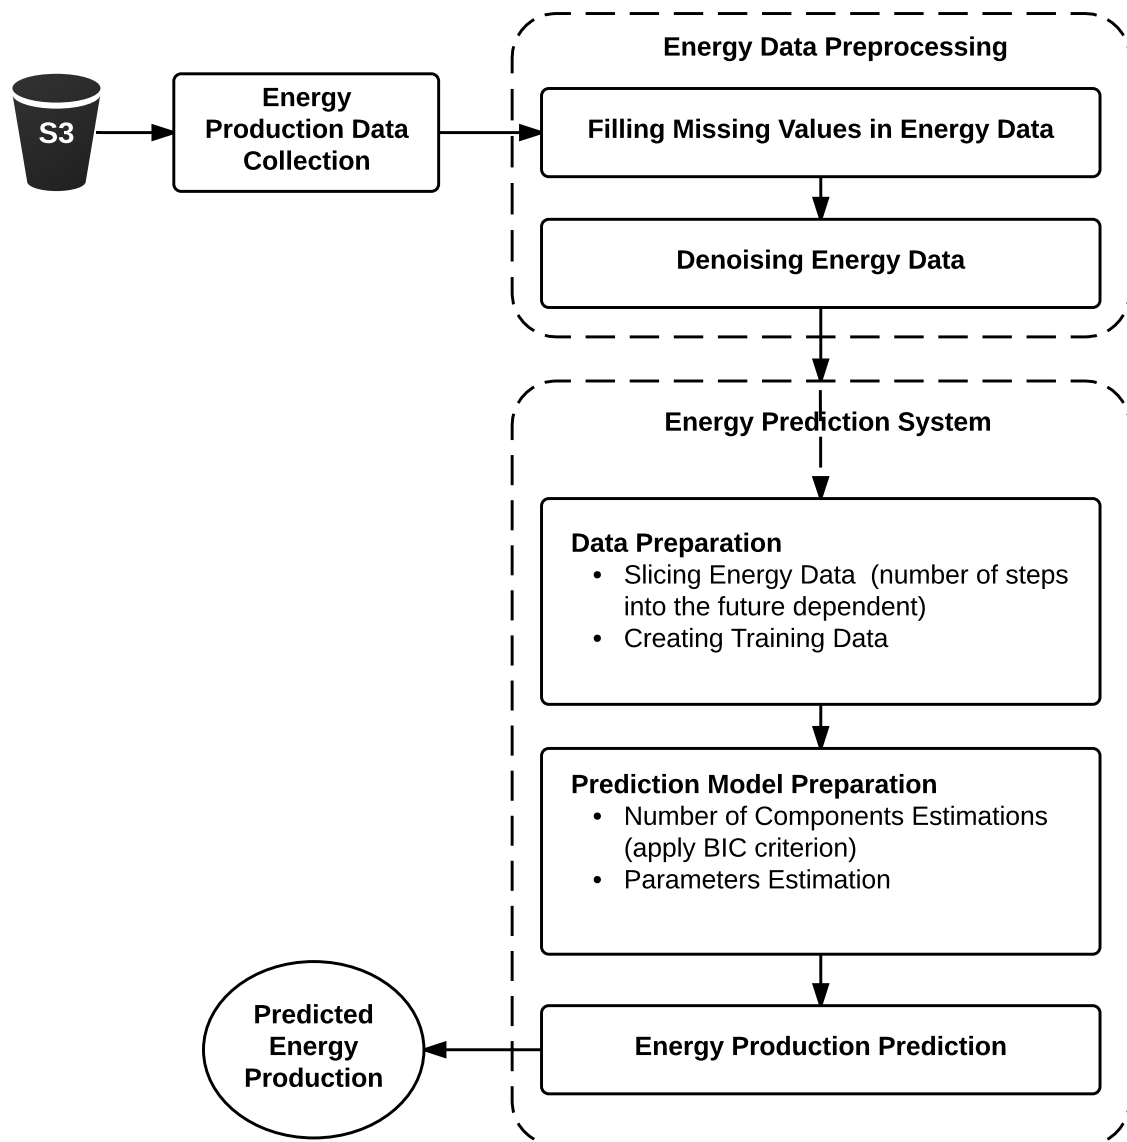 Energy Data Preprocessing
S3
Energy
Production Data
Collection
Filling Missing Values in Energy Data
Denoising Energy Data
Energy Prediction System
Data Preparation
• Slicing Energy Data  (number of steps
into the future dependent)
• Creating Training Data
Prediction Model Preparation
• Number of Components Estimations
(apply BIC criterion)
• Parameters Estimation
Energy Production Prediction
Predicted
Energy
Production